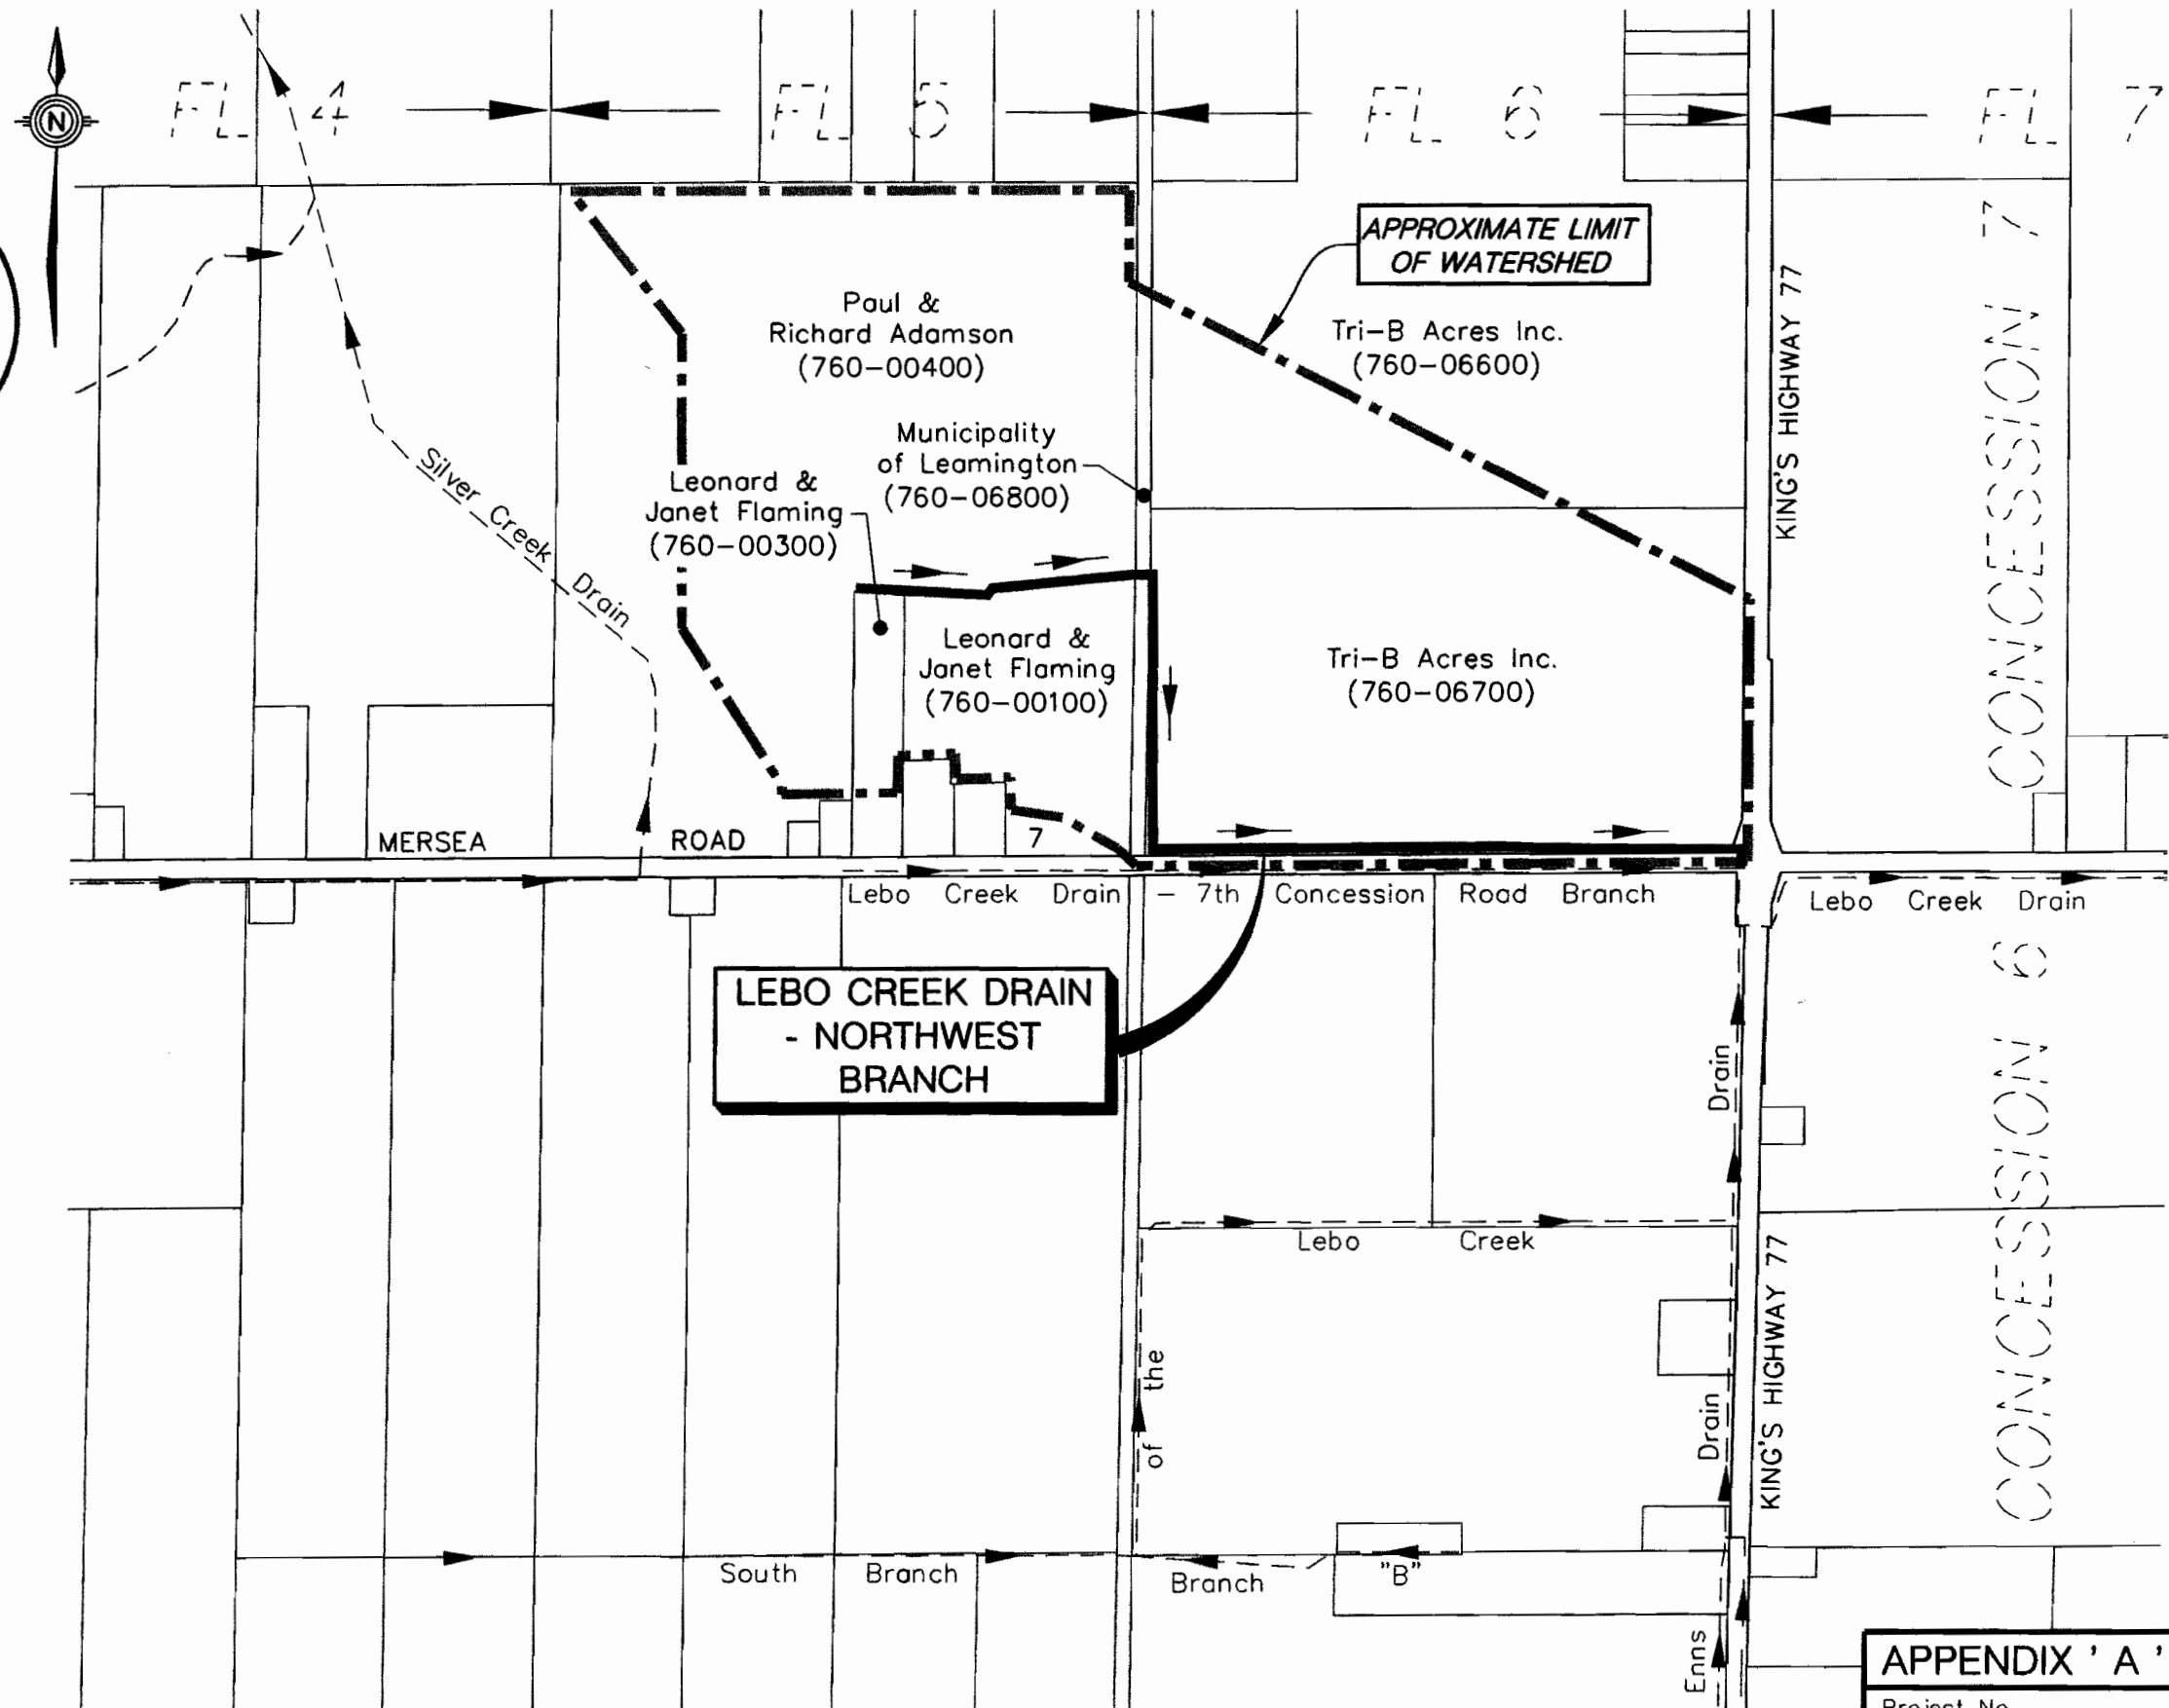 N
FL 4
FL 5
FL 6
FL 7
APPROXIMATE LIMIT
OF WATERSHED
Paul &
Richard Adamson
(760-00400)
Tri-B Acres Inc.
(760-06600)
KING'S HIGHWAY 77
CONCESSION 7
Municipality
of Leamington
(760-06800)
Silver Creek Drain
Leonard &
Janet Flaming
(760-00300)
Leonard &
Janet Flaming
(760-00100)
Tri-B Acres Inc.
(760-06700)
MERSEA ROAD 7
Lebo Creek Drain - 7th Concession Road Branch
Lebo Creek Drain
LEBO CREEK DRAIN
- NORTHWEST
BRANCH
CONCESSION 6
Drain
Lebo Creek
KING'S HIGHWAY 77
of the
Drain
South Branch
Branch "B"
Enns
APPENDIX ' A '
Project No